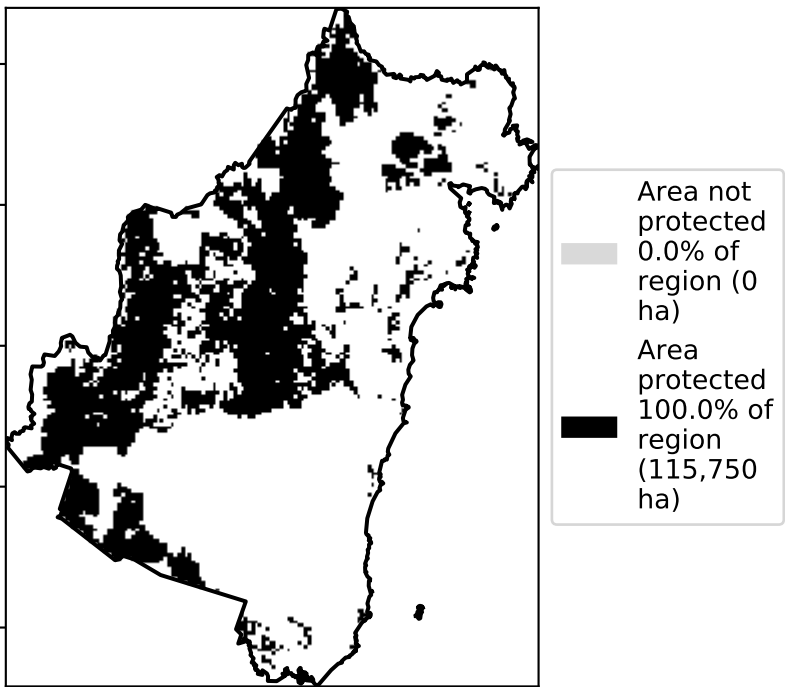 Area not
protected
0.0% of
region (0
ha)
Area
protected
100.0% of
region
(115,750
ha)